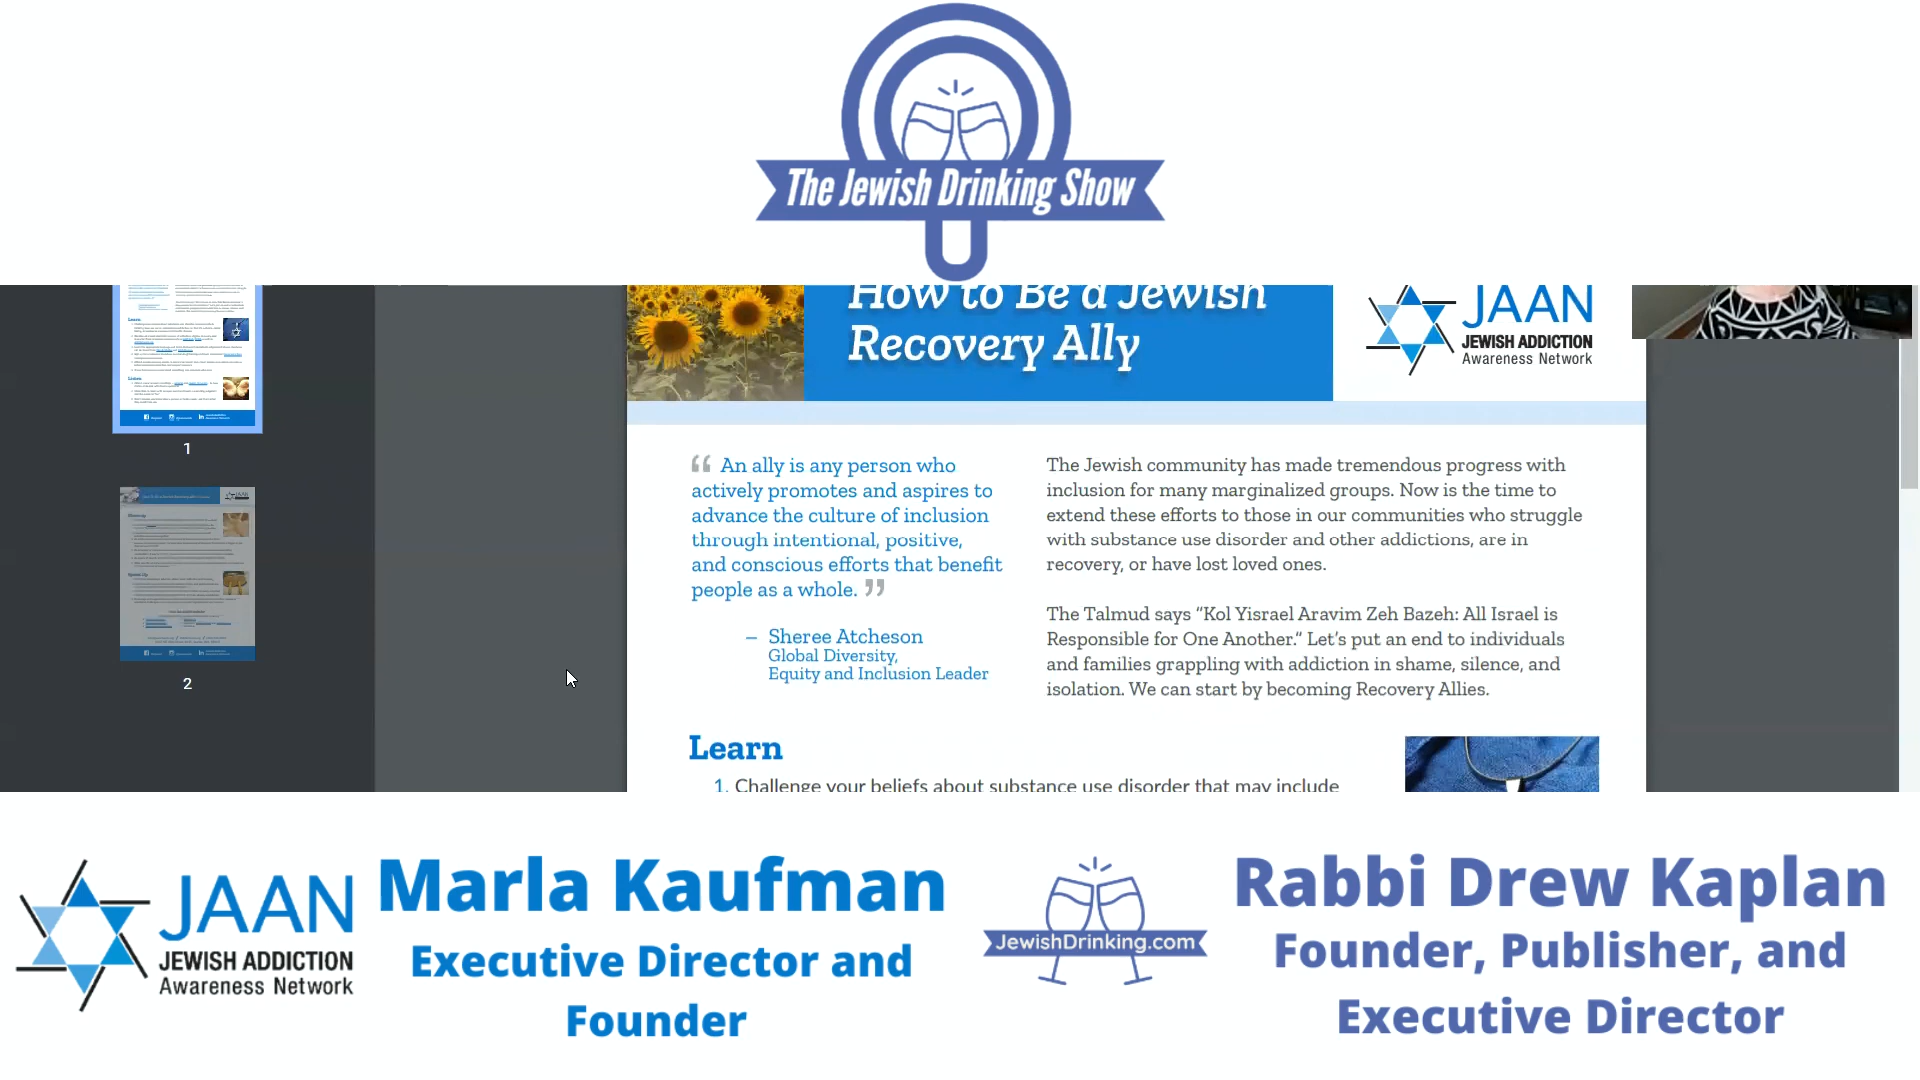 The Jewish Drinking Show
How to Be a Jewish
Recovery Ally
JAAN
JEWISH ADDICTION
Awareness Network
1
2
“ An ally is any person who
actively promotes and aspires to
advance the culture of inclusion
through intentional, positive,
and conscious efforts that benefit
people as a whole. ”
– Sheree Atcheson
Global Diversity,
Equity and Inclusion Leader
The Jewish community has made tremendous progress with
inclusion for many marginalized groups. Now is the time to
extend these efforts to those in our communities who struggle
with substance use disorder and other addictions, are in
recovery, or have lost loved ones.
The Talmud says “Kol Yisrael Aravim Zeh Bazeh: All Israel is
Responsible for One Another.” Let’s put an end to individuals
and families grappling with addiction in shame, silence, and
isolation. We can start by becoming Recovery Allies.
Learn
1. Challenge your beliefs about substance use disorder that may include
JAAN
JEWISH ADDICTION
Awareness Network
Marla Kaufman
Executive Director and
Founder
JewishDrinking.com
Rabbi Drew Kaplan
Founder, Publisher, and
Executive Director